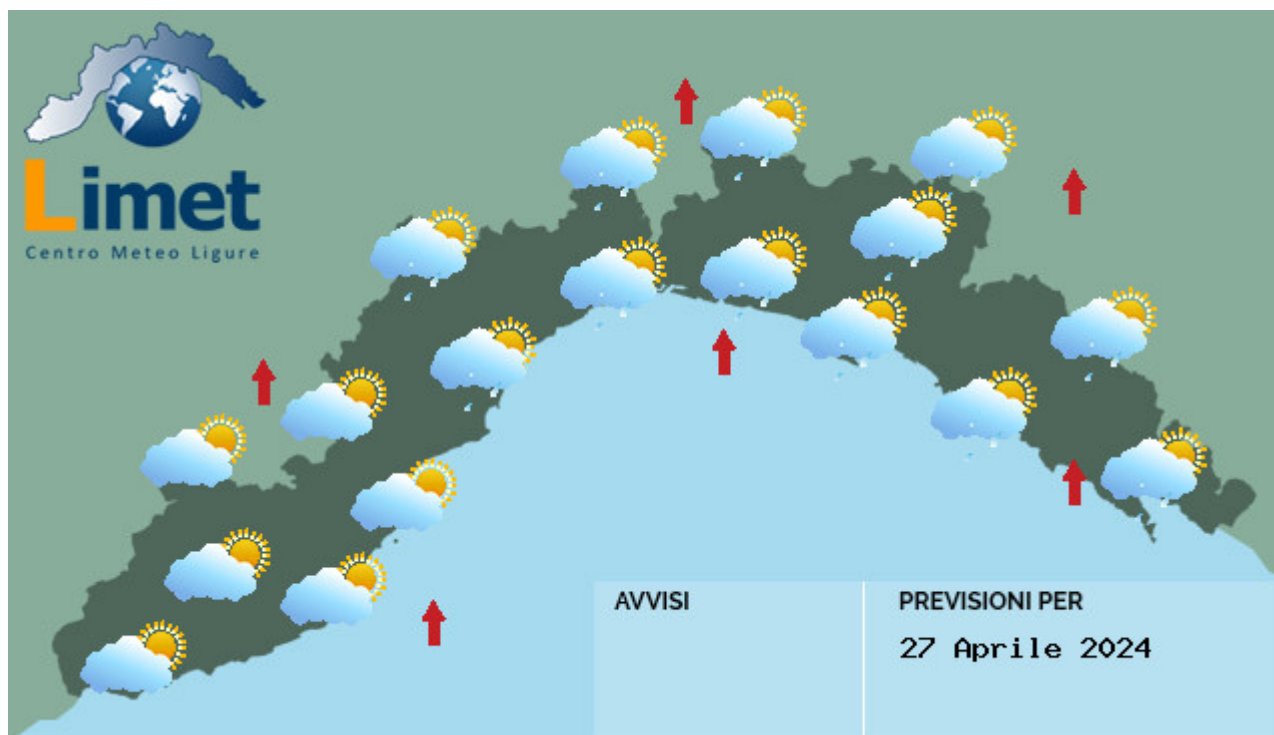 Limet
Centro Meteo Ligure
AVVISI
PREVISIONI PER
27 Aprile 2024